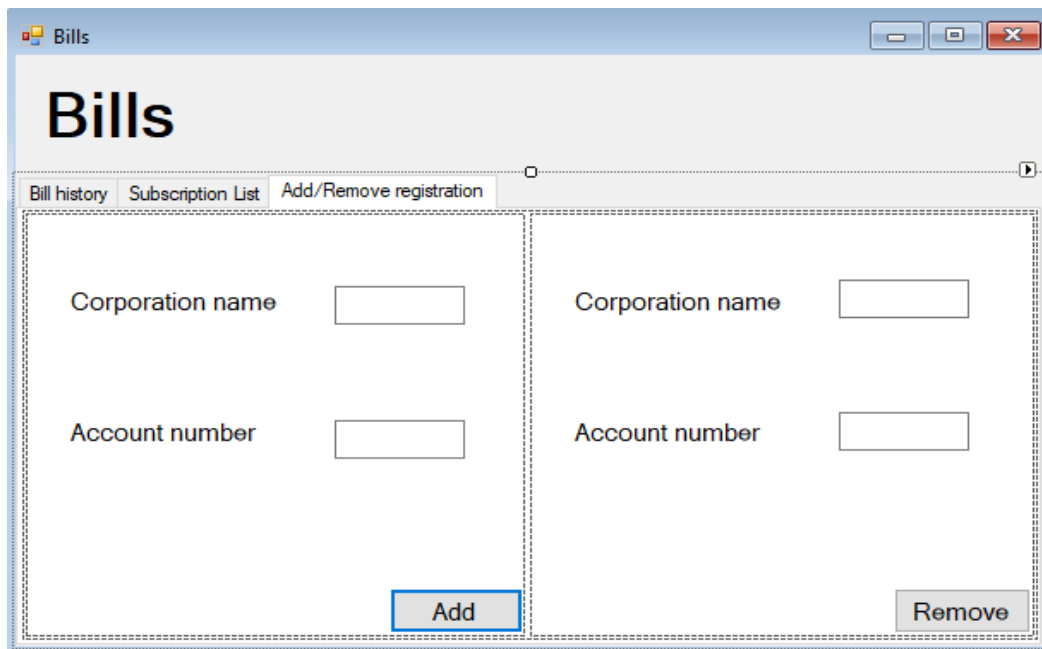 Bills
Bills
Bill history Subscription List Add/Remove registration
Corporation name
Account number
Add
Corporation name
Account number
Remove